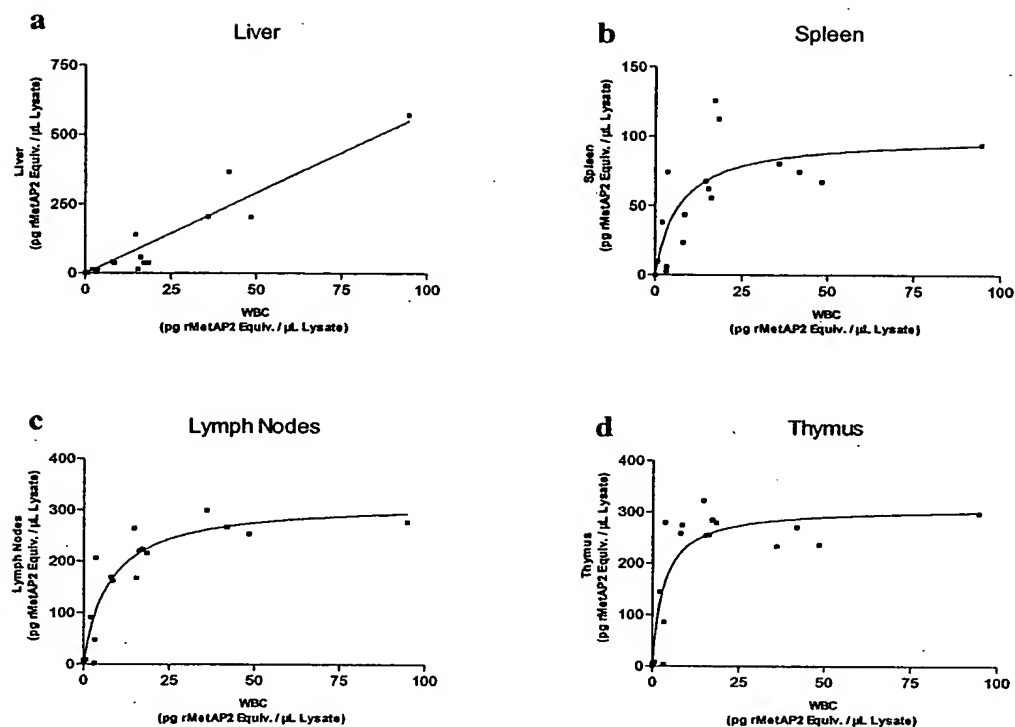 a
Liver
Liver
(pg rMetAP2 Equiv. / µL Lysate)
750
500
250
0
0 25 50 75 100
WBC
(pg rMetAP2 Equiv. / µL Lysate)
b
Spleen
Spleen
(pg rMetAP2 Equiv. / µL Lysate)
150
100
50
0
0 25 50 75 100
WBC
(pg rMetAP2 Equiv. / µL Lysate)
c
Lymph Nodes
Lymph Nodes
(pg rMetAP2 Equiv. / µL Lysate)
400
300
200
100
0
0 25 50 75 100
WBC
(pg rMetAP2 Equiv. / µL Lysate)
d
Thymus
Thymus
(pg rMetAP2 Equiv. / µL Lysate)
400
300
200
100
0
0 25 50 75 100
WBC
(pg rMetAP2 Equiv. / µL Lysate)